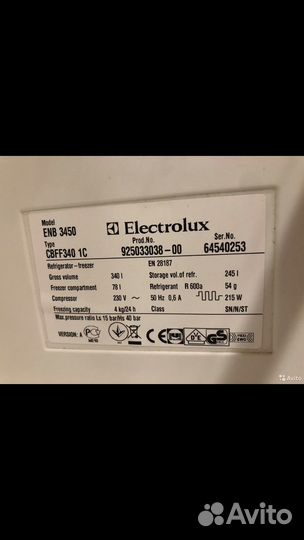 Model
ENB 3450
Electrolux
Type
CBFF340 1C
Prod.No.
925033038-00
Ser.No.
64540253
Refrigerator-freezer
EN 28187
Gross volume 340 l
Storage vol.of refr. 245 l
Freezer compartment 78 l
Refrigerant R 600a 54 g
Compressor 230 V ~ 50 Hz 0,6 A 215 W
Freezing capacity 4 kg/24 h
Class SN/N/ST
Max.pressure ratio Ls 15 bar/Hs 40 bar
VERSION: A
Avito
Avito